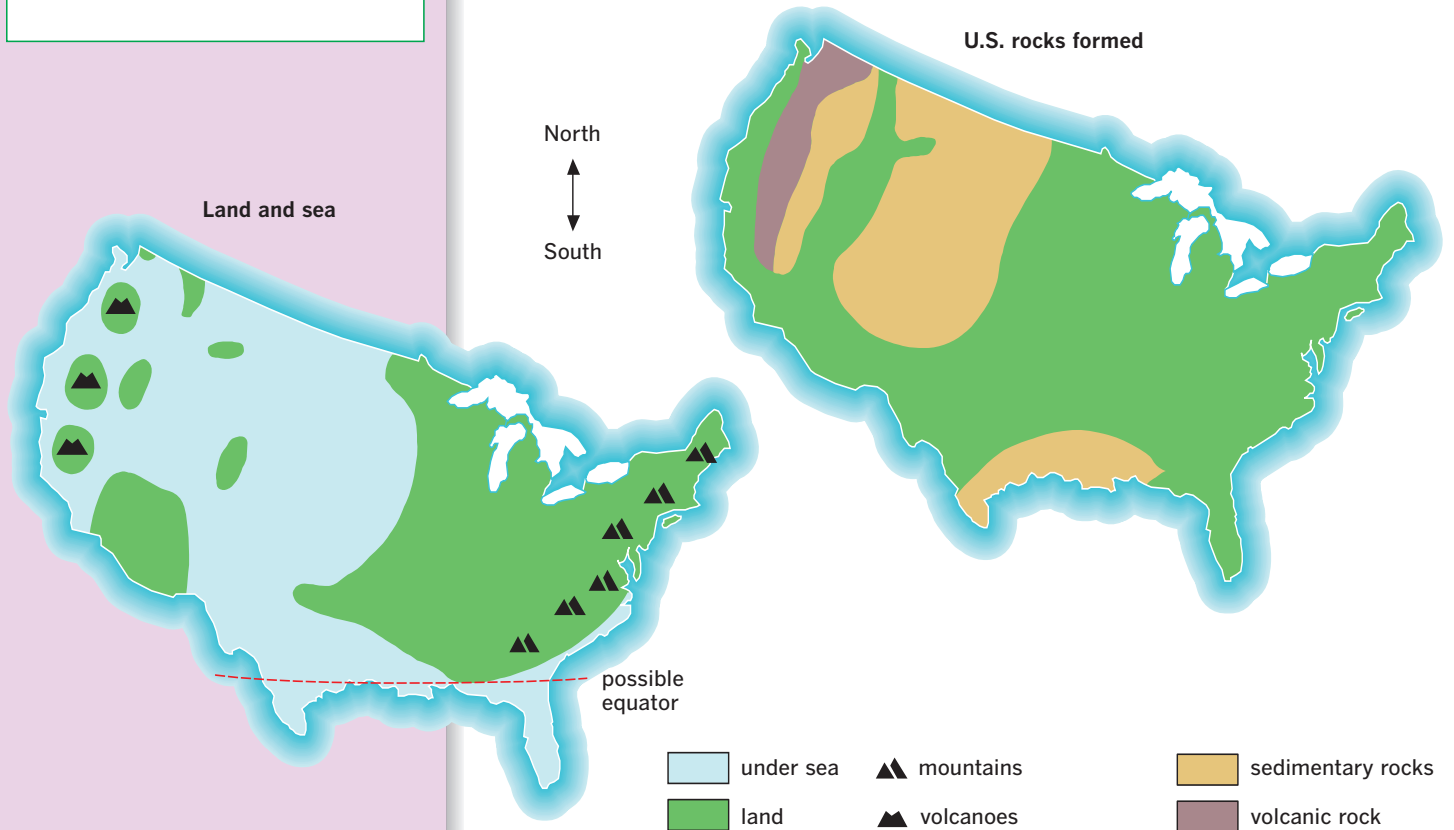 U.S. rocks formed
North
South
Land and sea
possible
equator
under sea
mountains
sedimentary rocks
land
volcanoes
volcanic rock